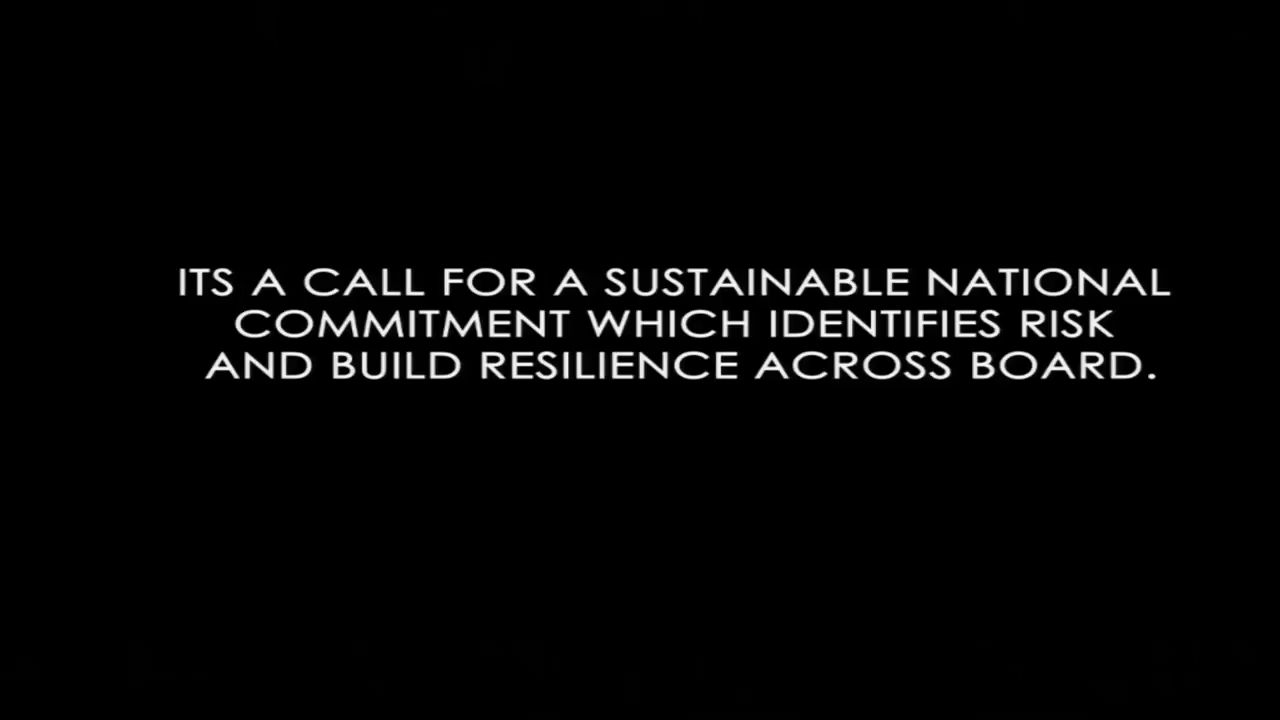 ITS A CALL FOR A SUSTAINABLE NATIONAL
COMMITMENT WHICH IDENTIFIES RISK
AND BUILD RESILIENCE ACROSS BOARD.